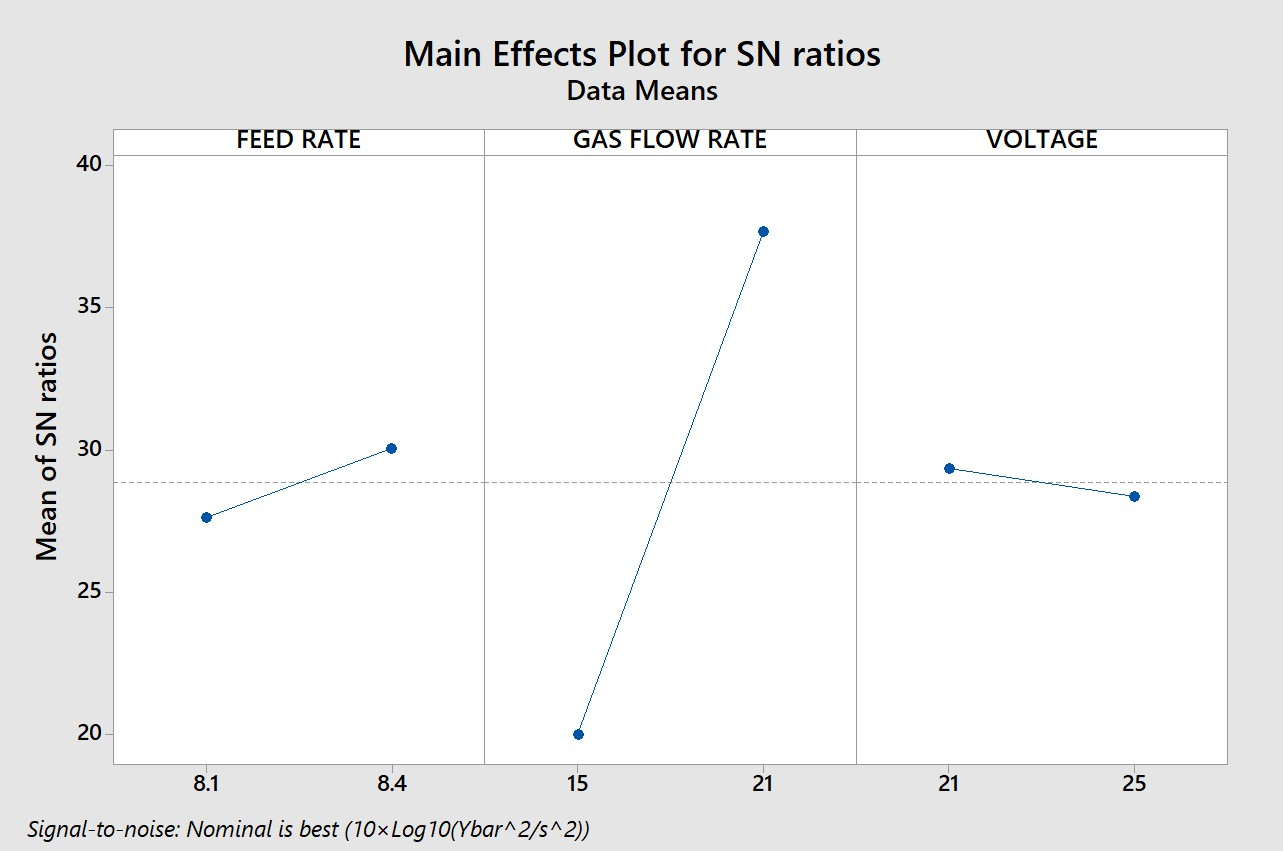 Main Effects Plot for SN ratios
Data Means
FEED RATE GAS FLOW RATE VOLTAGE
40
35
30
25
20
Mean of SN ratios
8.1 8.4 15 21 21 25
Signal-to-noise: Nominal is best (10×Log10(Ybar^2/s^2))